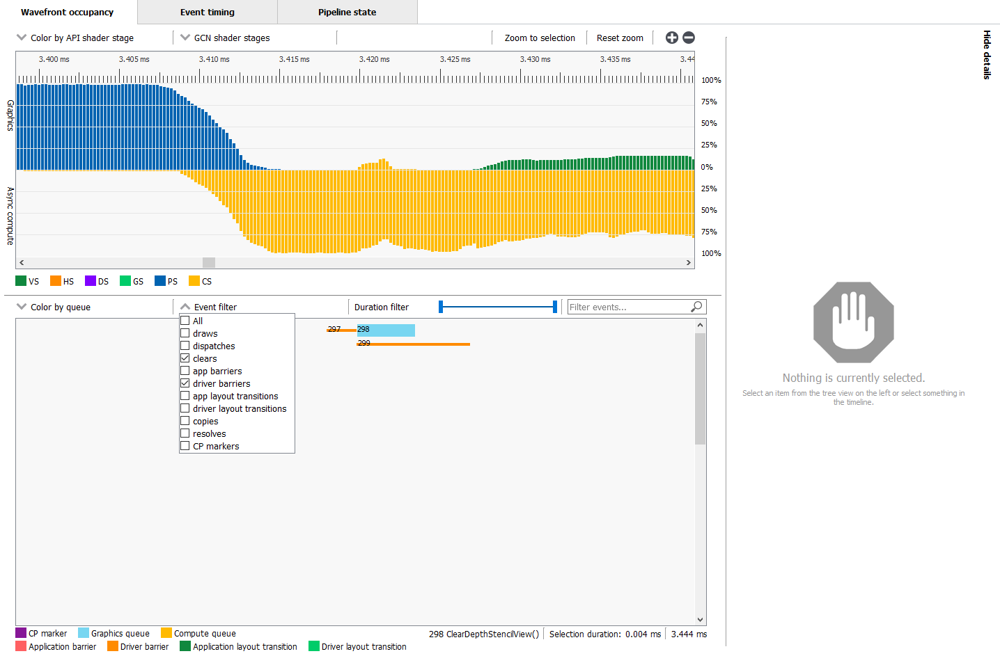 Wavefront occupancy Event timing Pipeline state
Color by API shader stage GCN shader stages Zoom to selection Reset zoom
Hide details
3.400 ms 3.405 ms 3.410 ms 3.415 ms 3.420 ms 3.425 ms 3.430 ms 3.435 ms 3.44
Graphics
100%
75%
50%
25%
0%
Async compute
25%
50%
75%
100%
VS HS DS GS PS CS
Color by queue Event filter Duration filter Filter events...
All
draws
dispatches
clears
app barriers
driver barriers
app layout transitions
driver layout transitions
copies
resolves
CP markers
297 298
299
Nothing is currently selected.
Select an item from the tree view on the left or select something in
the timeline.
CP marker Graphics queue Compute queue 298 ClearDepthStencilView() Selection duration: 0.004 ms 3.444 ms
Application barrier Driver barrier Application layout transition Driver layout transition